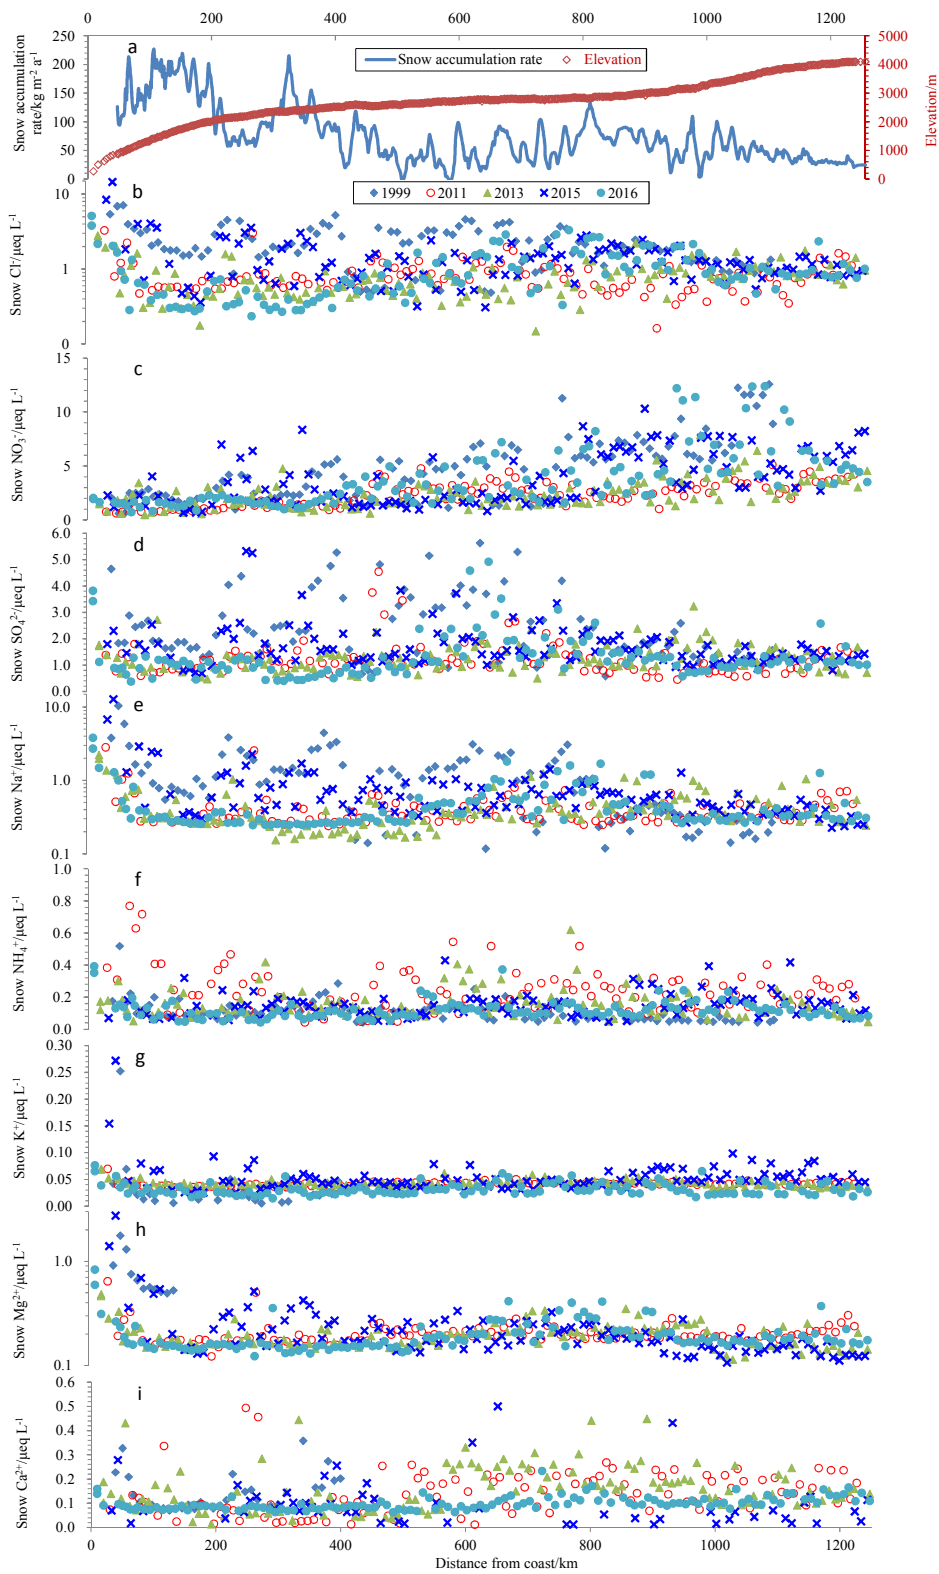 0 200 400 600 800 1000 1200
250 a Snow accumulation rate Elevation 5000
200 4000
150 3000
100 2000
50 1000
0 0
Snow accumulation
rate/kg m⁻² a⁻¹
Elevation/m
1999 2011 2013 2015 2016
b
10
1
0
Snow Cl⁻/μeq L⁻¹
c
15
10
5
0
Snow NO₃⁻/μeq L⁻¹
d
6.0
5.0
4.0
3.0
2.0
1.0
0.0
Snow SO₄²⁻/μeq L⁻¹
e
10.0
1.0
0.1
Snow Na⁺/μeq L⁻¹
f
1.0
0.8
0.6
0.4
0.2
0.0
Snow NH₄⁺/μeq L⁻¹
g
0.30
0.25
0.20
0.15
0.10
0.05
0.00
Snow K⁺/μeq L⁻¹
h
1.0
0.1
Snow Mg²⁺/μeq L⁻¹
i
0.6
0.5
0.4
0.3
0.2
0.1
0.0
Snow Ca²⁺/μeq L⁻¹
0 200 400 600 800 1000 1200
Distance from coast/km